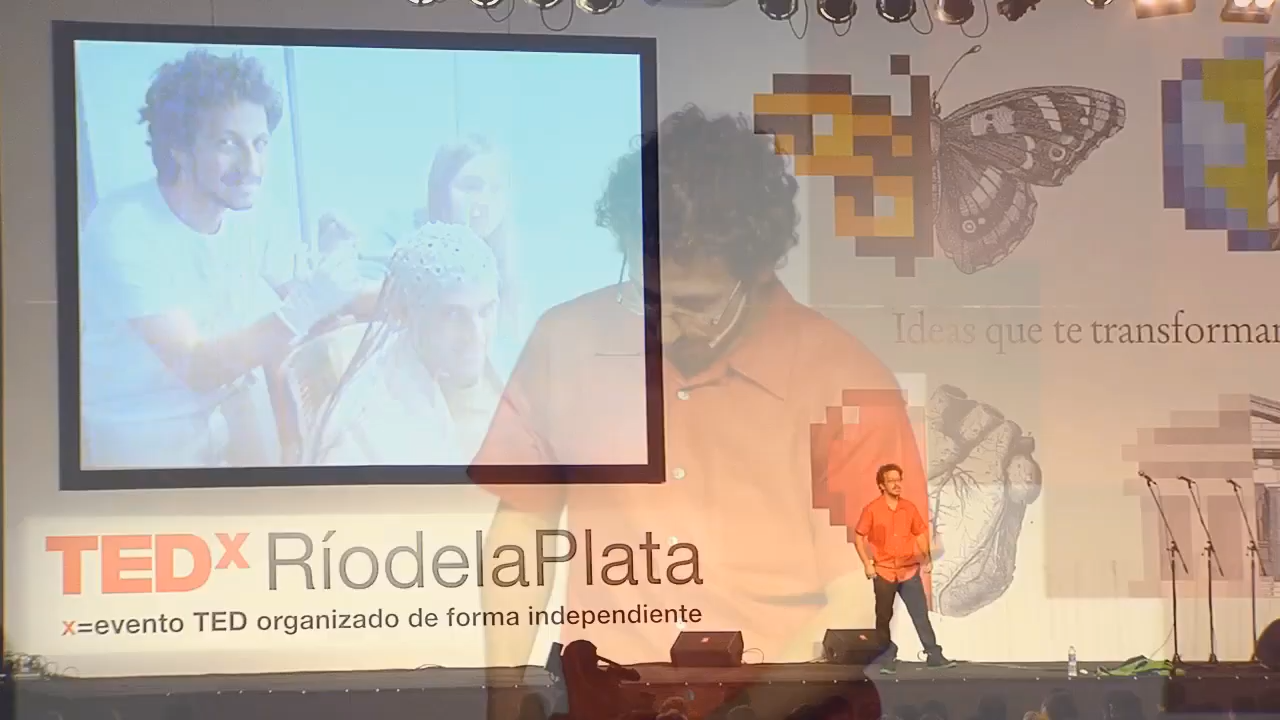 Ideas que te transforman
TEDx RíodelaPlata
x=evento TED organizado de forma independiente